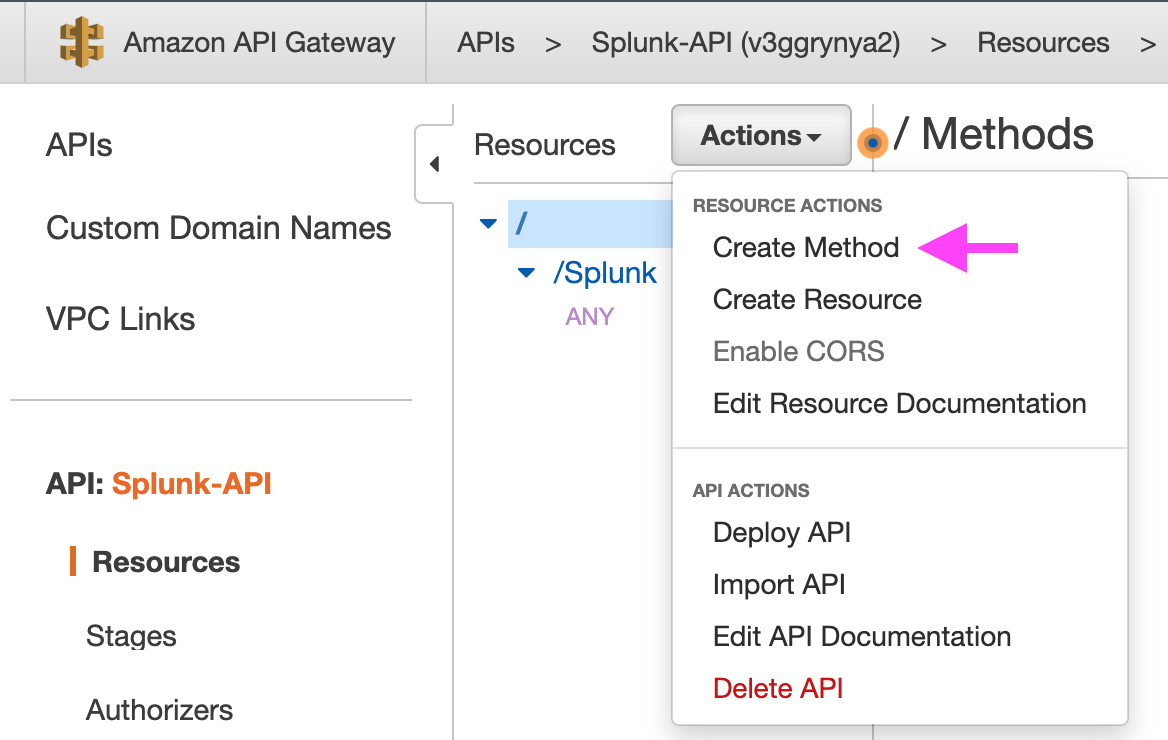 Amazon API Gateway
APIs > Splunk-API (v3ggrynya2) > Resources >
APIs
Custom Domain Names
VPC Links
API: Splunk-API
Resources
Stages
Authorizers
Resources
Actions
/ Methods
/
/Splunk
ANY
RESOURCE ACTIONS
Create Method
Create Resource
Enable CORS
Edit Resource Documentation
API ACTIONS
Deploy API
Import API
Edit API Documentation
Delete API